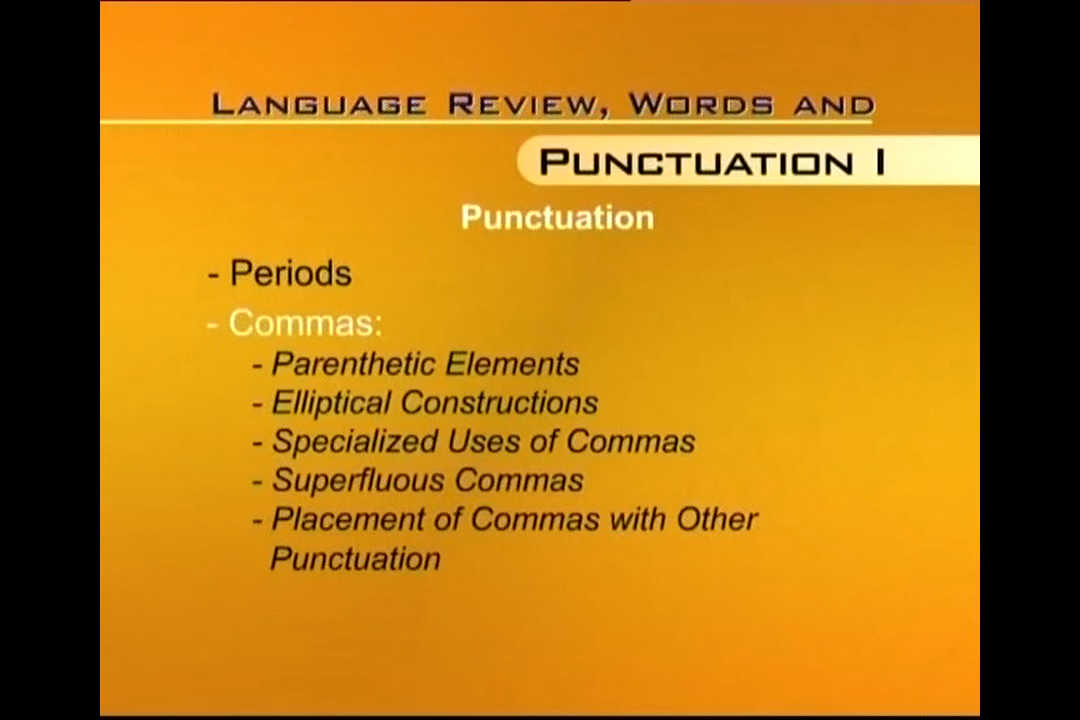 LANGUAGE REVIEW, WORDS AND
PUNCTUATION I
Punctuation
- Periods
- Commas:
- Parenthetic Elements
- Elliptical Constructions
- Specialized Uses of Commas
- Superfluous Commas
- Placement of Commas with Other
Punctuation